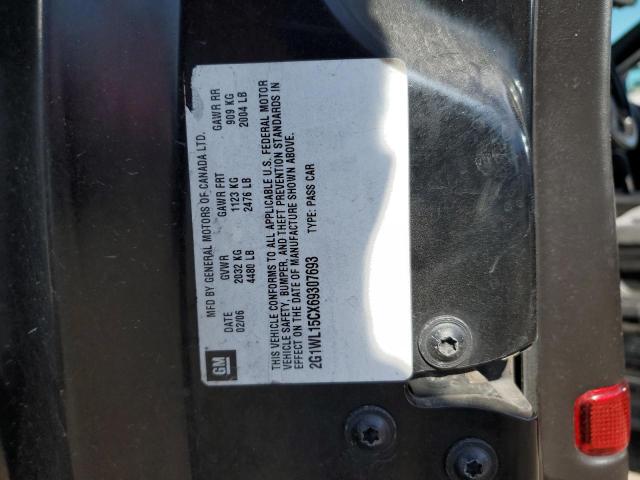 GM
MFD BY GENERAL MOTORS OF CANADA LTD.
DATE GVWR GAWR FRT GAWR RR
02/06 2032 KG 1123 KG 909 KG
4480 LB 2476 LB 2004 LB
THIS VEHICLE CONFORMS TO ALL APPLICABLE U.S. FEDERAL MOTOR
VEHICLE SAFETY, BUMPER, AND THEFT PREVENTION STANDARDS IN
EFFECT ON THE DATE OF MANUFACTURE SHOWN ABOVE.
2G1WL15CX69307693 TYPE: PASS CAR